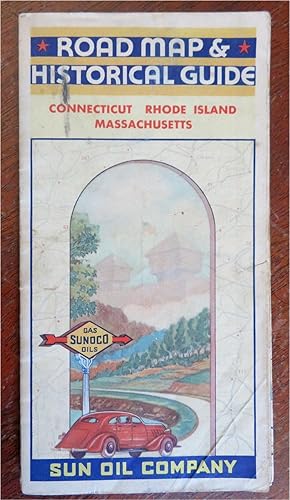 ROAD MAP &
HISTORICAL GUIDE
CONNECTICUT RHODE ISLAND
MASSACHUSETTS
GAS
SUNOCO
OILS
SUN OIL COMPANY